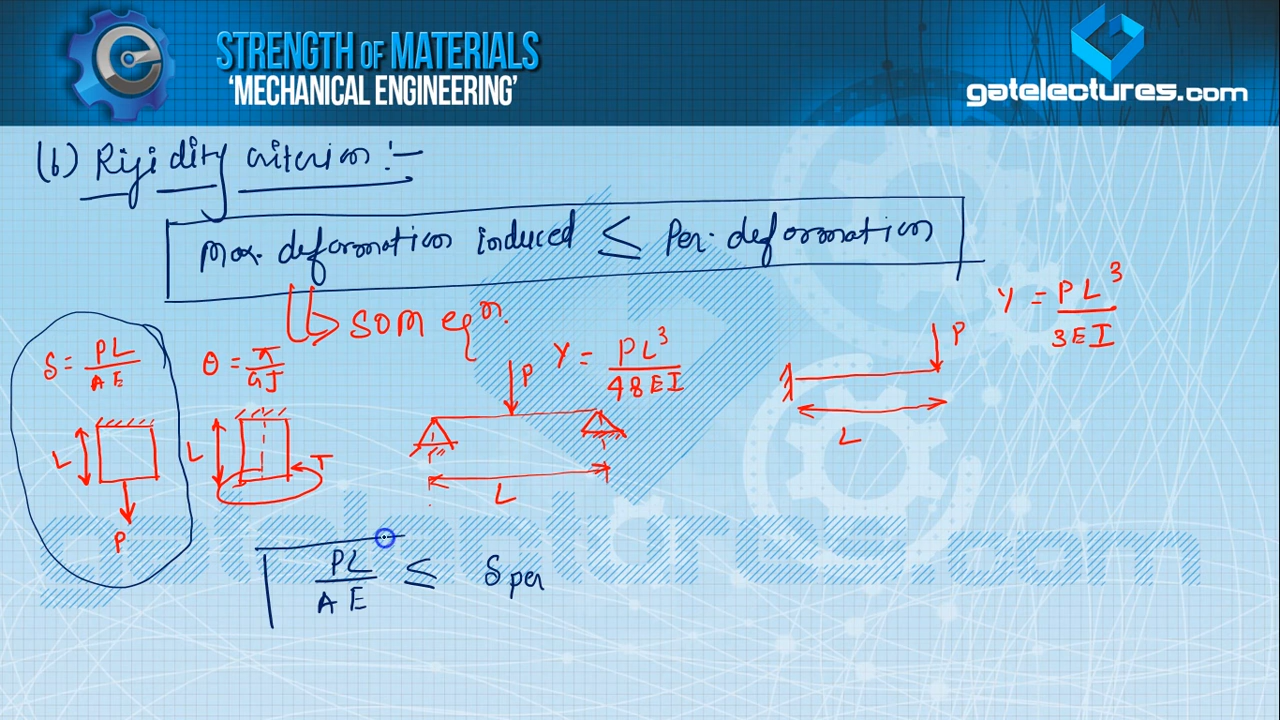 STRENGTH OF MATERIALS
'MECHANICAL ENGINEERING'
gatelectures.com
(b) Rigidity criterion :-
Max. deformation induced ≤ Per. deformation
SOM eqn.
δ = PL/AE
θ = TL/GJ
Y = PL³/48EI
Y = PL³/3EI
P
P
L
L
T
L
L
P
gatelectures.com
PL/AE ≤ δper